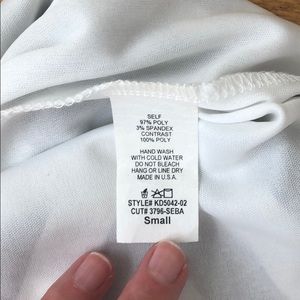 SELF
97% POLY
3% SPANDEX
CONTRAST
100% POLY
HAND WASH
WITH COLD WATER
DO NOT BLEACH
HANG OR LINE DRY
MADE IN U.S.A.
STYLE# KD5042-02
CUT# 3796-SEBA
Small